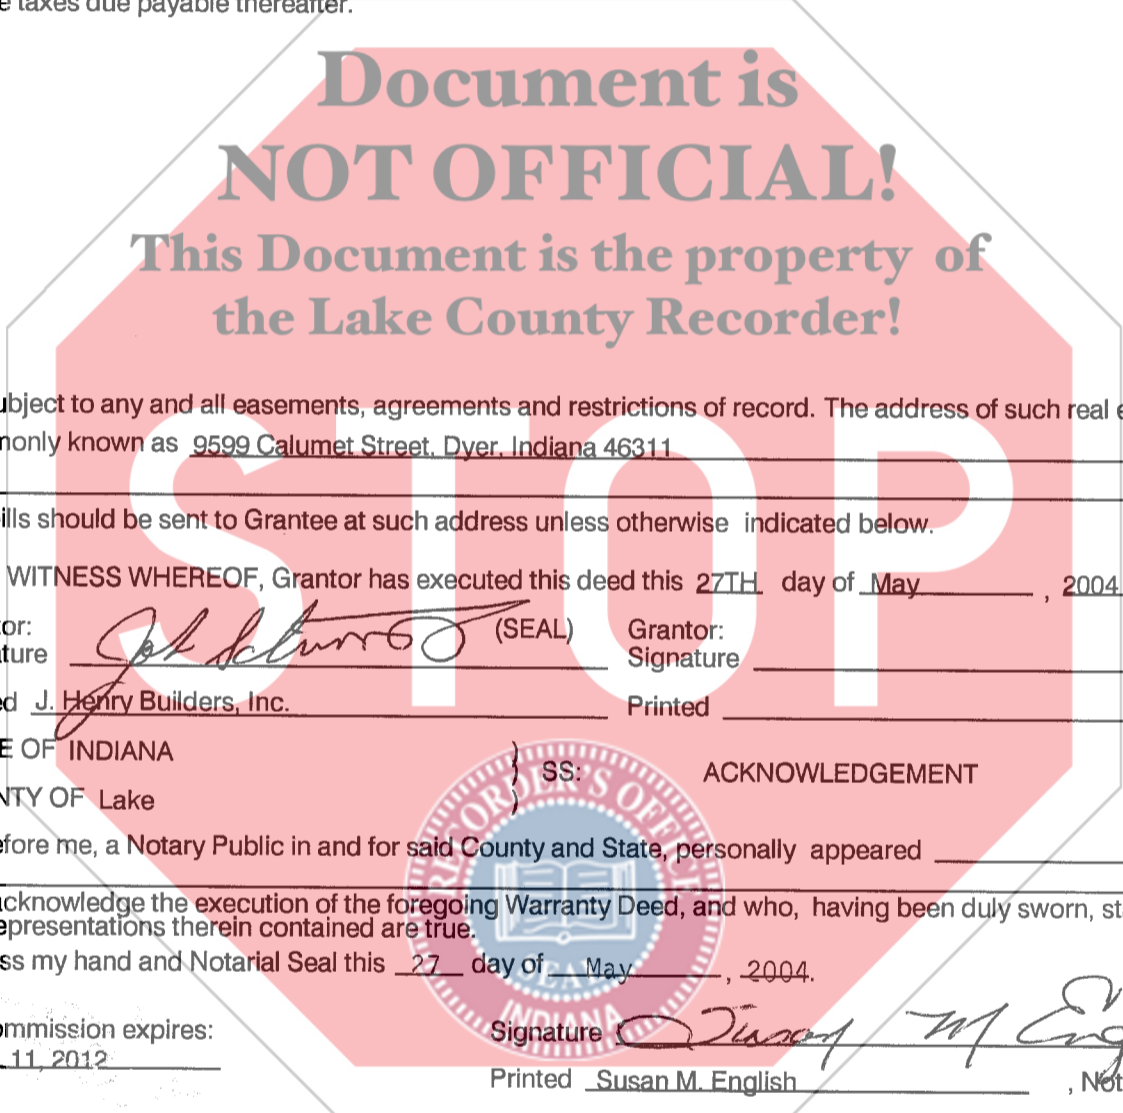 e taxes due payable thereafter.
Document is
NOT OFFICIAL!
This Document is the property of
the Lake County Recorder!
STOP
ubject to any and all easements, agreements and restrictions of record. The address of such real e
monly known as 9599 Calumet Street, Dyer, Indiana 46311
ills should be sent to Grantee at such address unless otherwise indicated below.
WITNESS WHEREOF, Grantor has executed this deed this 27TH day of May , 2004
or: (SEAL) Grantor:
ture Signature
d J. Henry Builders, Inc. Printed
E OF INDIANA
SS: ACKNOWLEDGEMENT
NTY OF Lake
efore me, a Notary Public in and for said County and State, personally appeared
acknowledge the execution of the foregoing Warranty Deed, and who, having been duly sworn, st
epresentations therein contained are true.
ss my hand and Notarial Seal this 27 day of May , 2004.
RECORDER'S OFFICE
SEAL
INDIANA
ommission expires: Signature Susan M Eng
11, 2012
Printed Susan M. English , Not